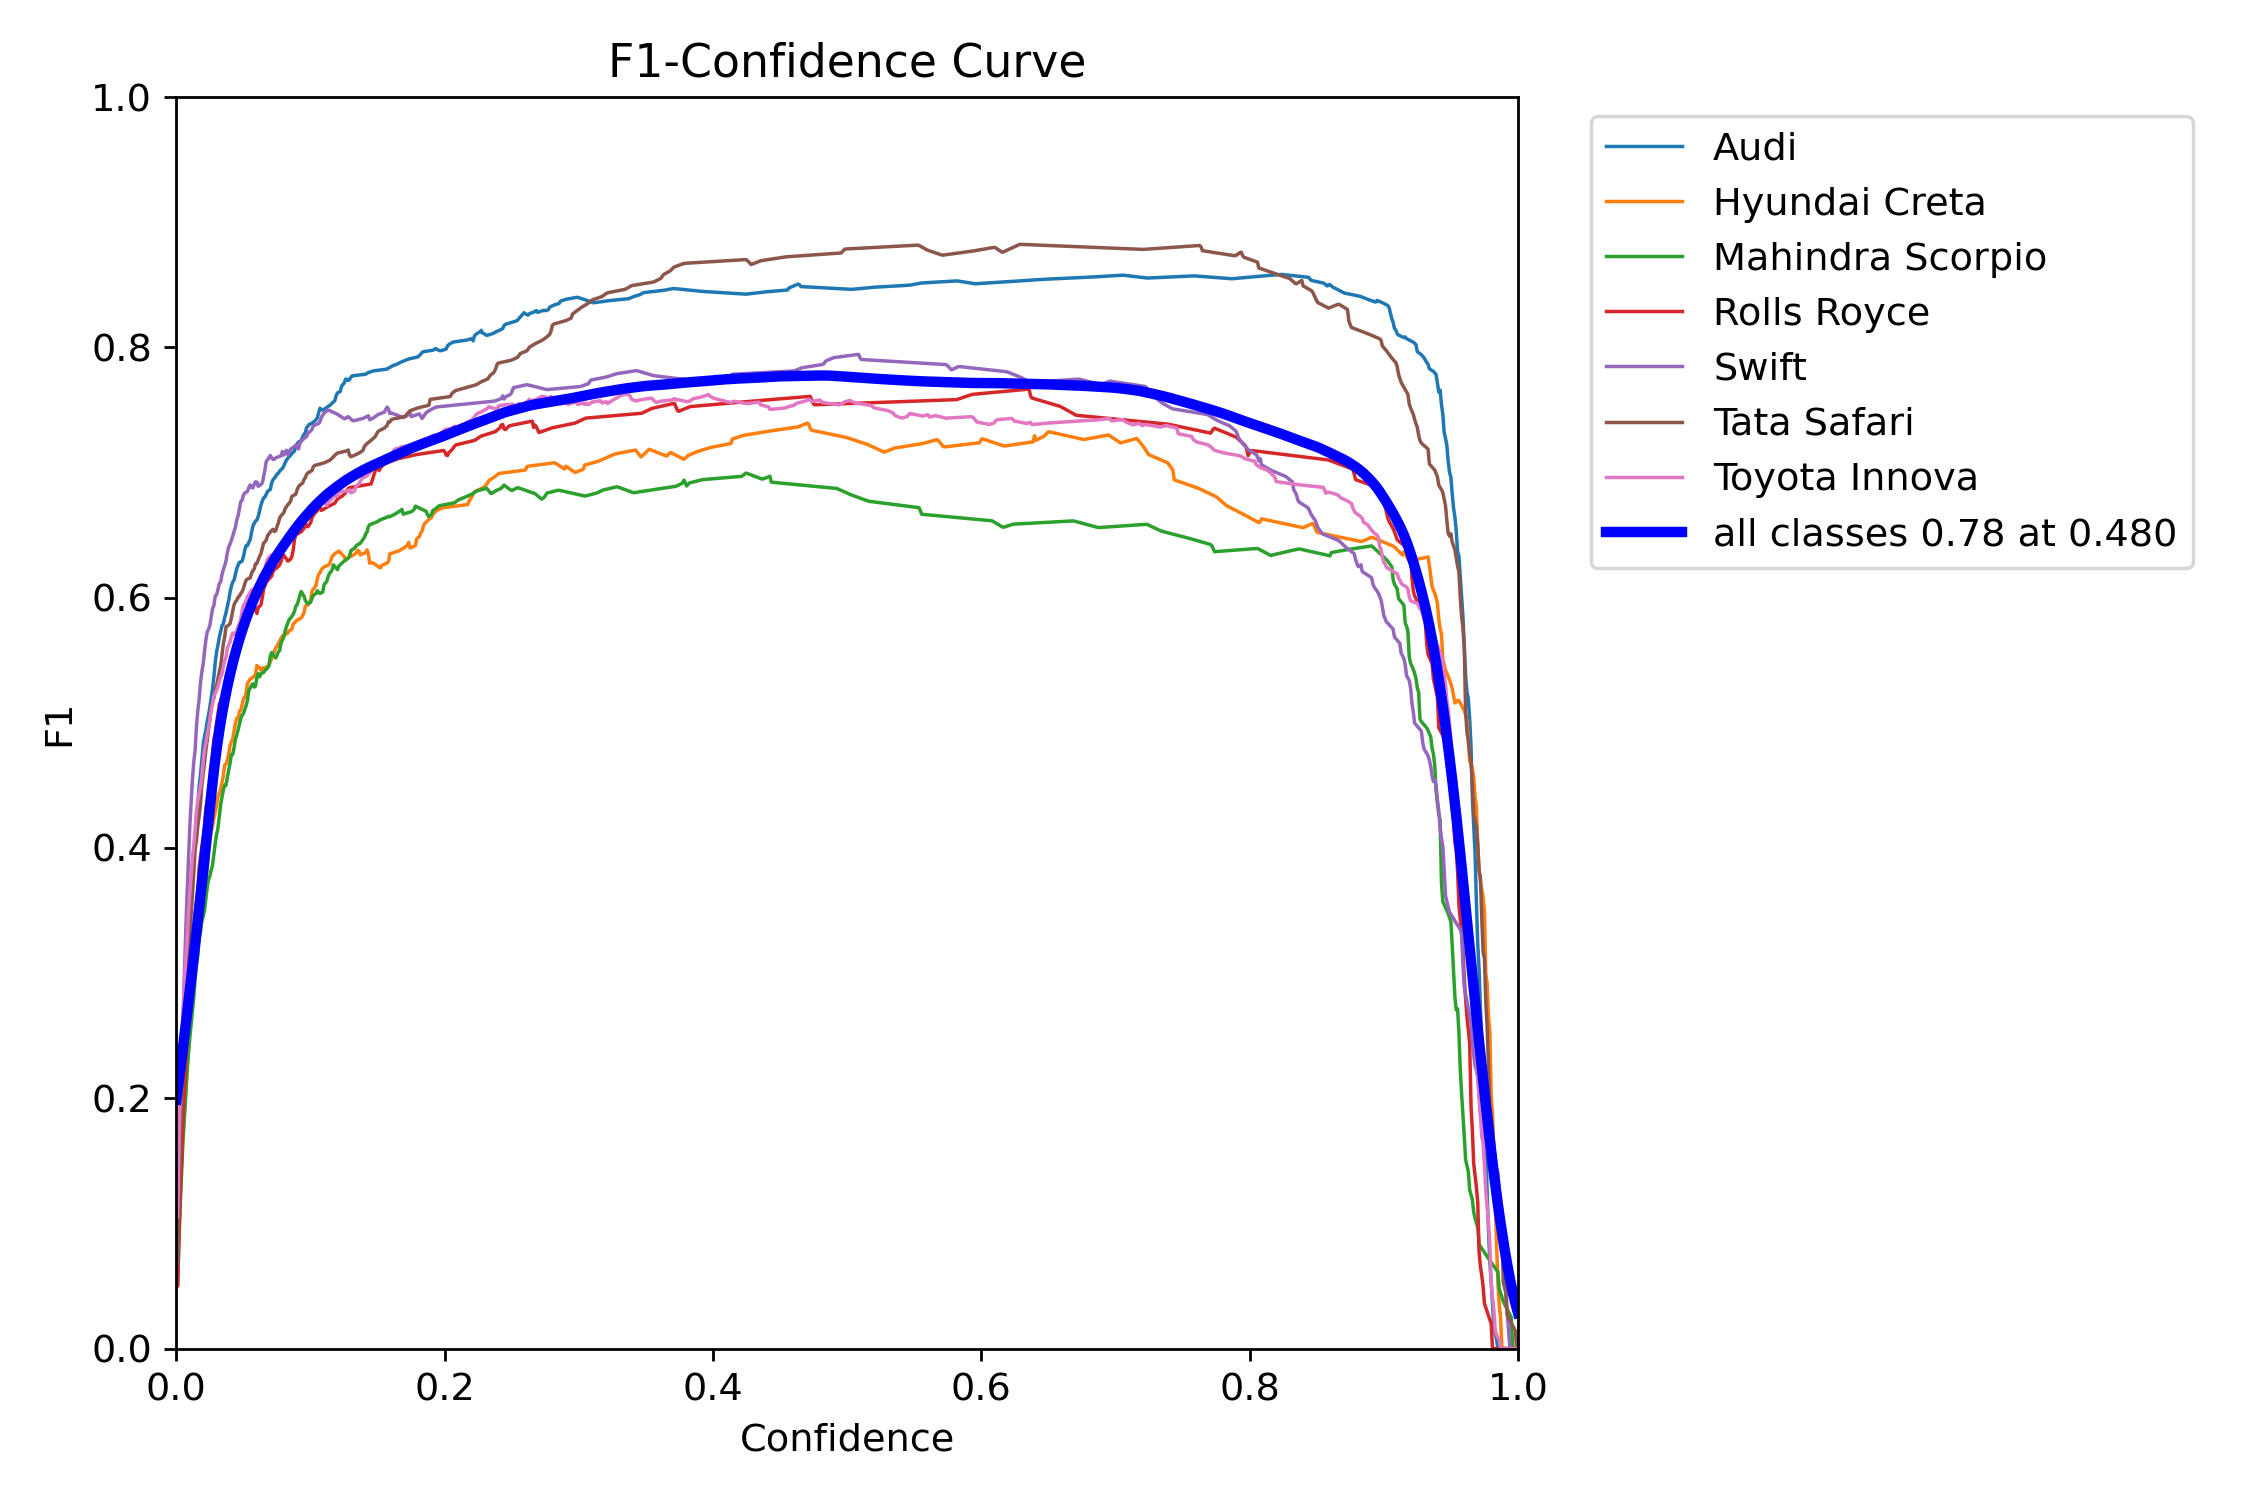 F1-Confidence Curve
1.0
0.8
0.6
0.4
0.2
0.0
F1
0.0 0.2 0.4 0.6 0.8 1.0
Confidence
Audi
Hyundai Creta
Mahindra Scorpio
Rolls Royce
Swift
Tata Safari
Toyota Innova
all classes 0.78 at 0.480